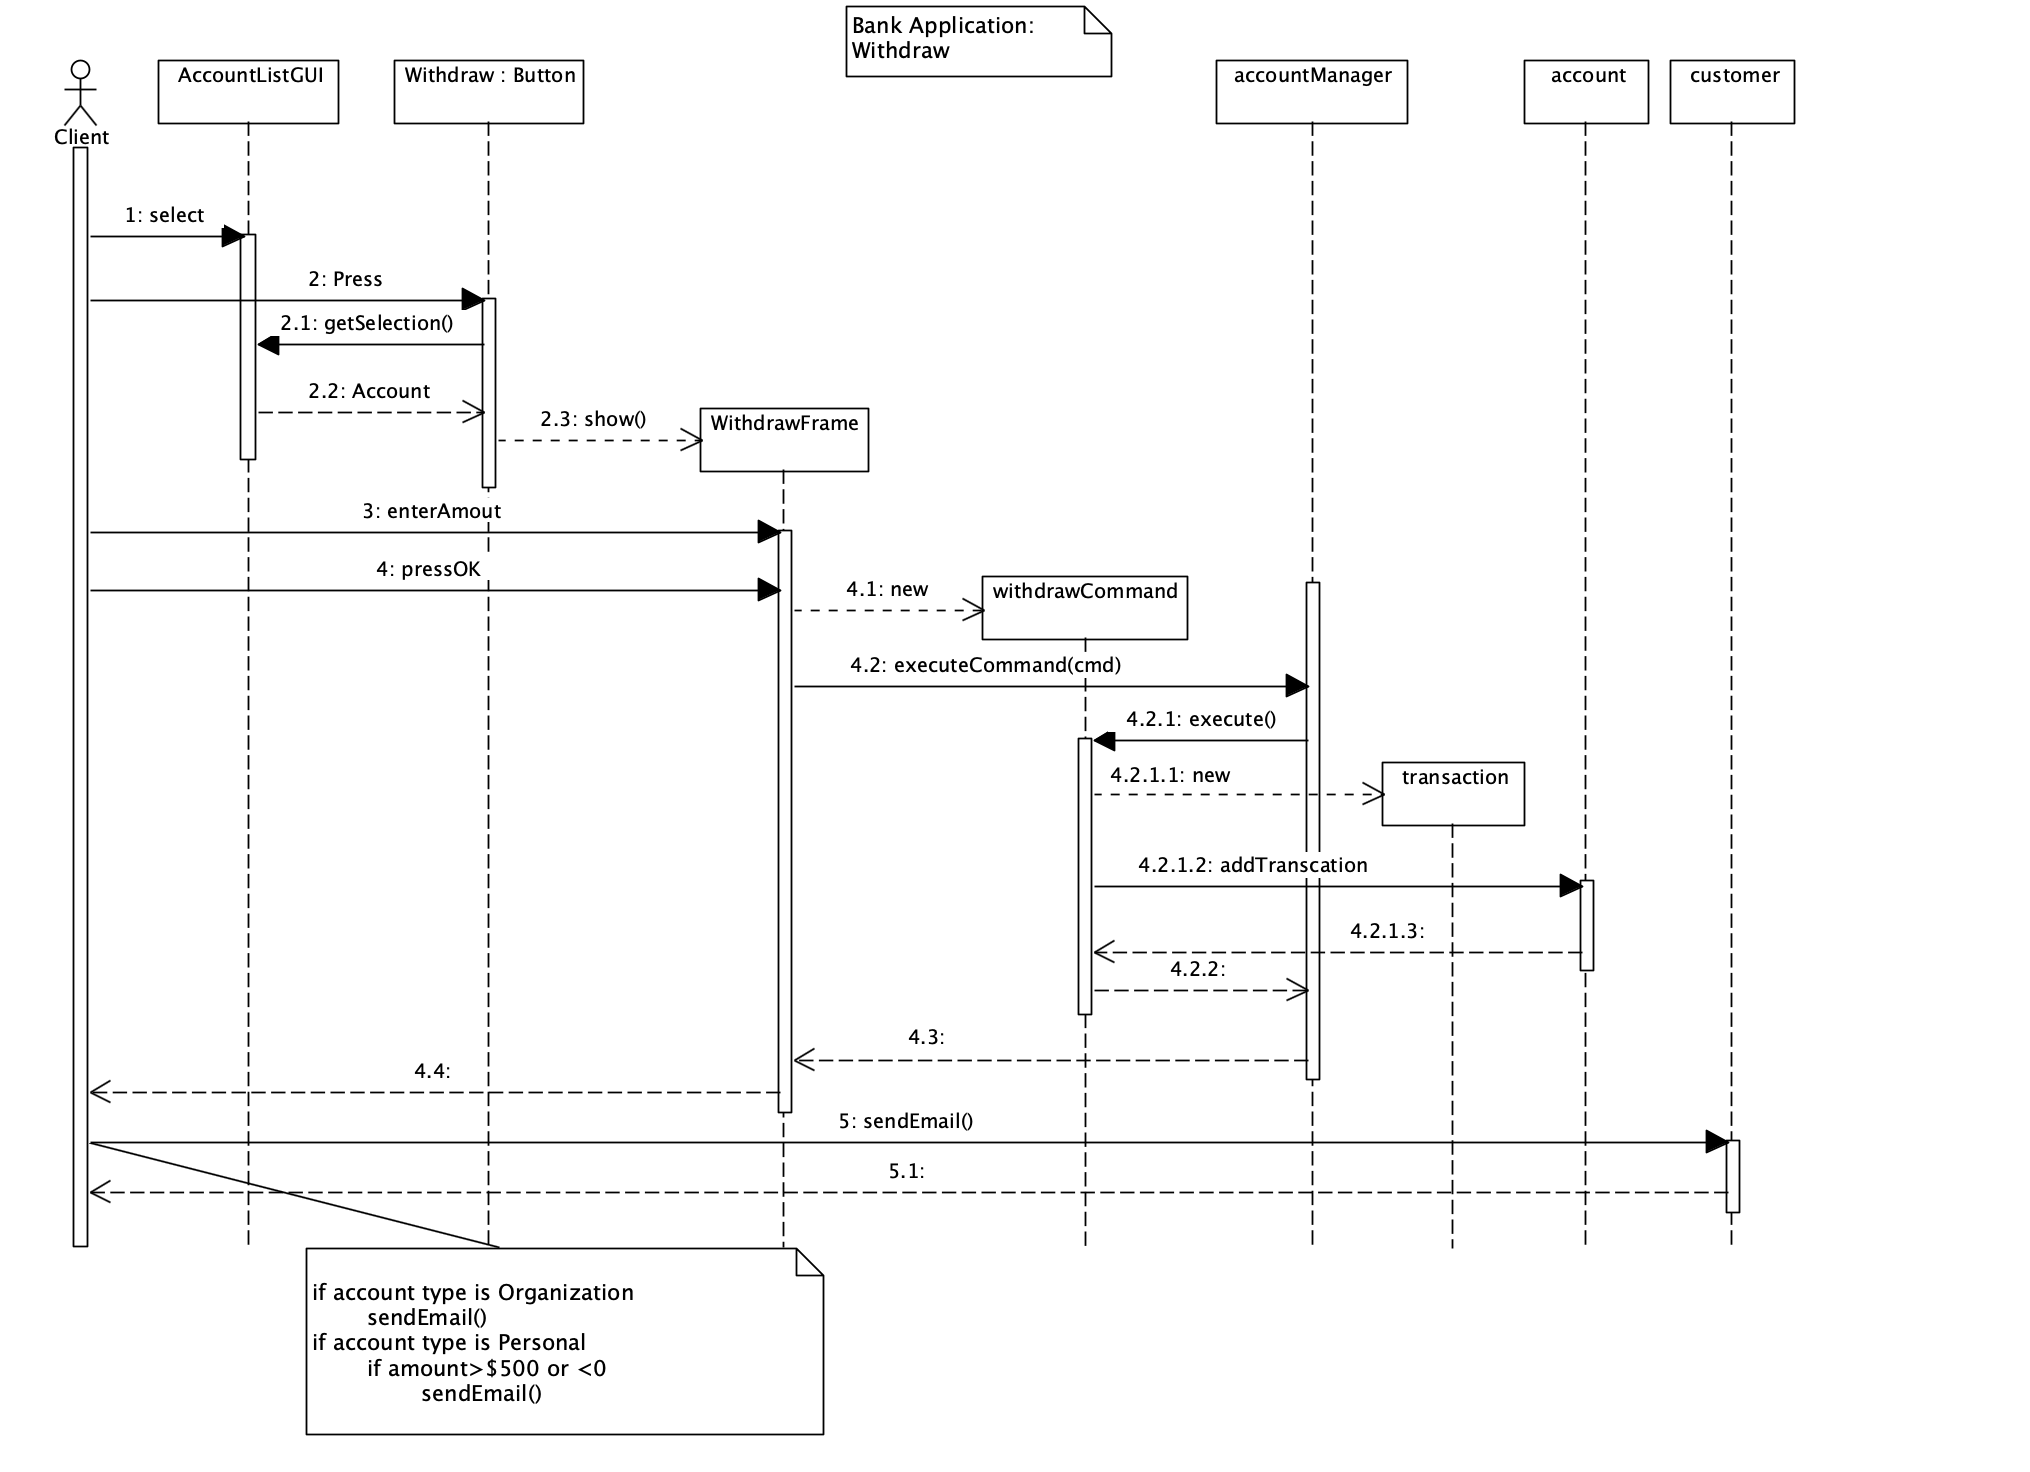 Bank Application:
Withdraw
Client
AccountListGUI
Withdraw : Button
accountManager
account
customer
1: select
2: Press
2.1: getSelection()
2.2: Account
2.3: show()
WithdrawFrame
3: enterAmout
4: pressOK
4.1: new
withdrawCommand
4.2: executeCommand(cmd)
4.2.1: execute()
4.2.1.1: new
transaction
4.2.1.2: addTranscation
4.2.1.3:
4.2.2:
4.3:
4.4:
5: sendEmail()
5.1:
if account type is Organization
sendEmail()
if account type is Personal
if amount>$500 or <0
sendEmail()